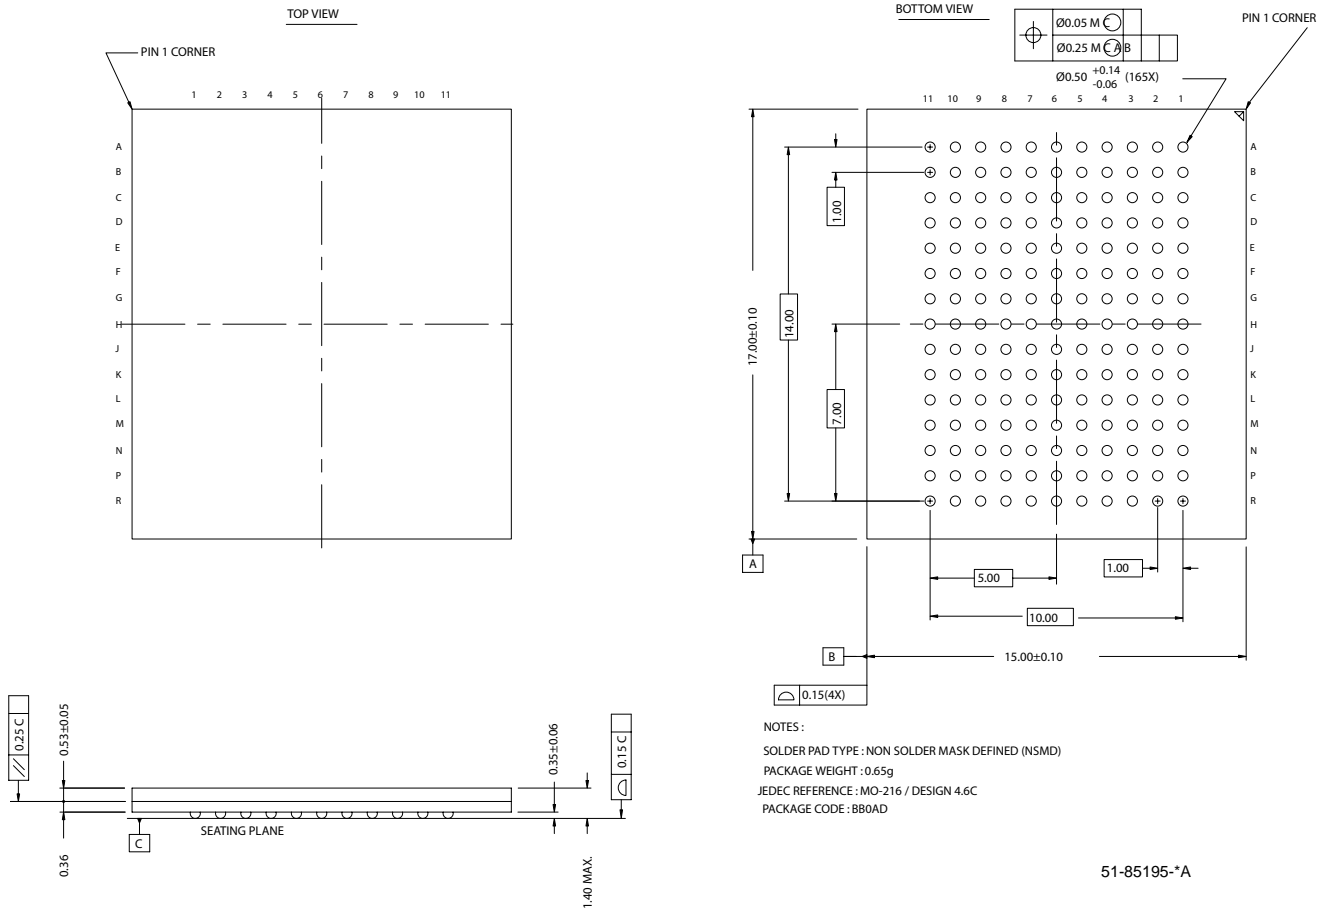 TOP VIEW
PIN 1 CORNER
1 2 3 4 5 6 7 8 9 10 11
A
B
C
D
E
F
G
H
J
K
L
M
N
P
R
BOTTOM VIEW
PIN 1 CORNER
Ø0.05 M C
Ø0.25 M C A B
Ø0.50 +0.14 -0.06 (165X)
11 10 9 8 7 6 5 4 3 2 1
A
B
C
D
E
F
G
H
J
K
L
M
N
P
R
1.00
14.00
17.00±0.10
7.00
A
5.00
1.00
10.00
B
15.00±0.10
0.15(4X)
0.25 C
0.53±0.05
0.35±0.06
0.15 C
SEATING PLANE
C
0.36
1.40 MAX.
NOTES :
SOLDER PAD TYPE : NON SOLDER MASK DEFINED (NSMD)
PACKAGE WEIGHT : 0.65g
JEDEC REFERENCE : MO-216 / DESIGN 4.6C
PACKAGE CODE : BB0AD
51-85195-*A